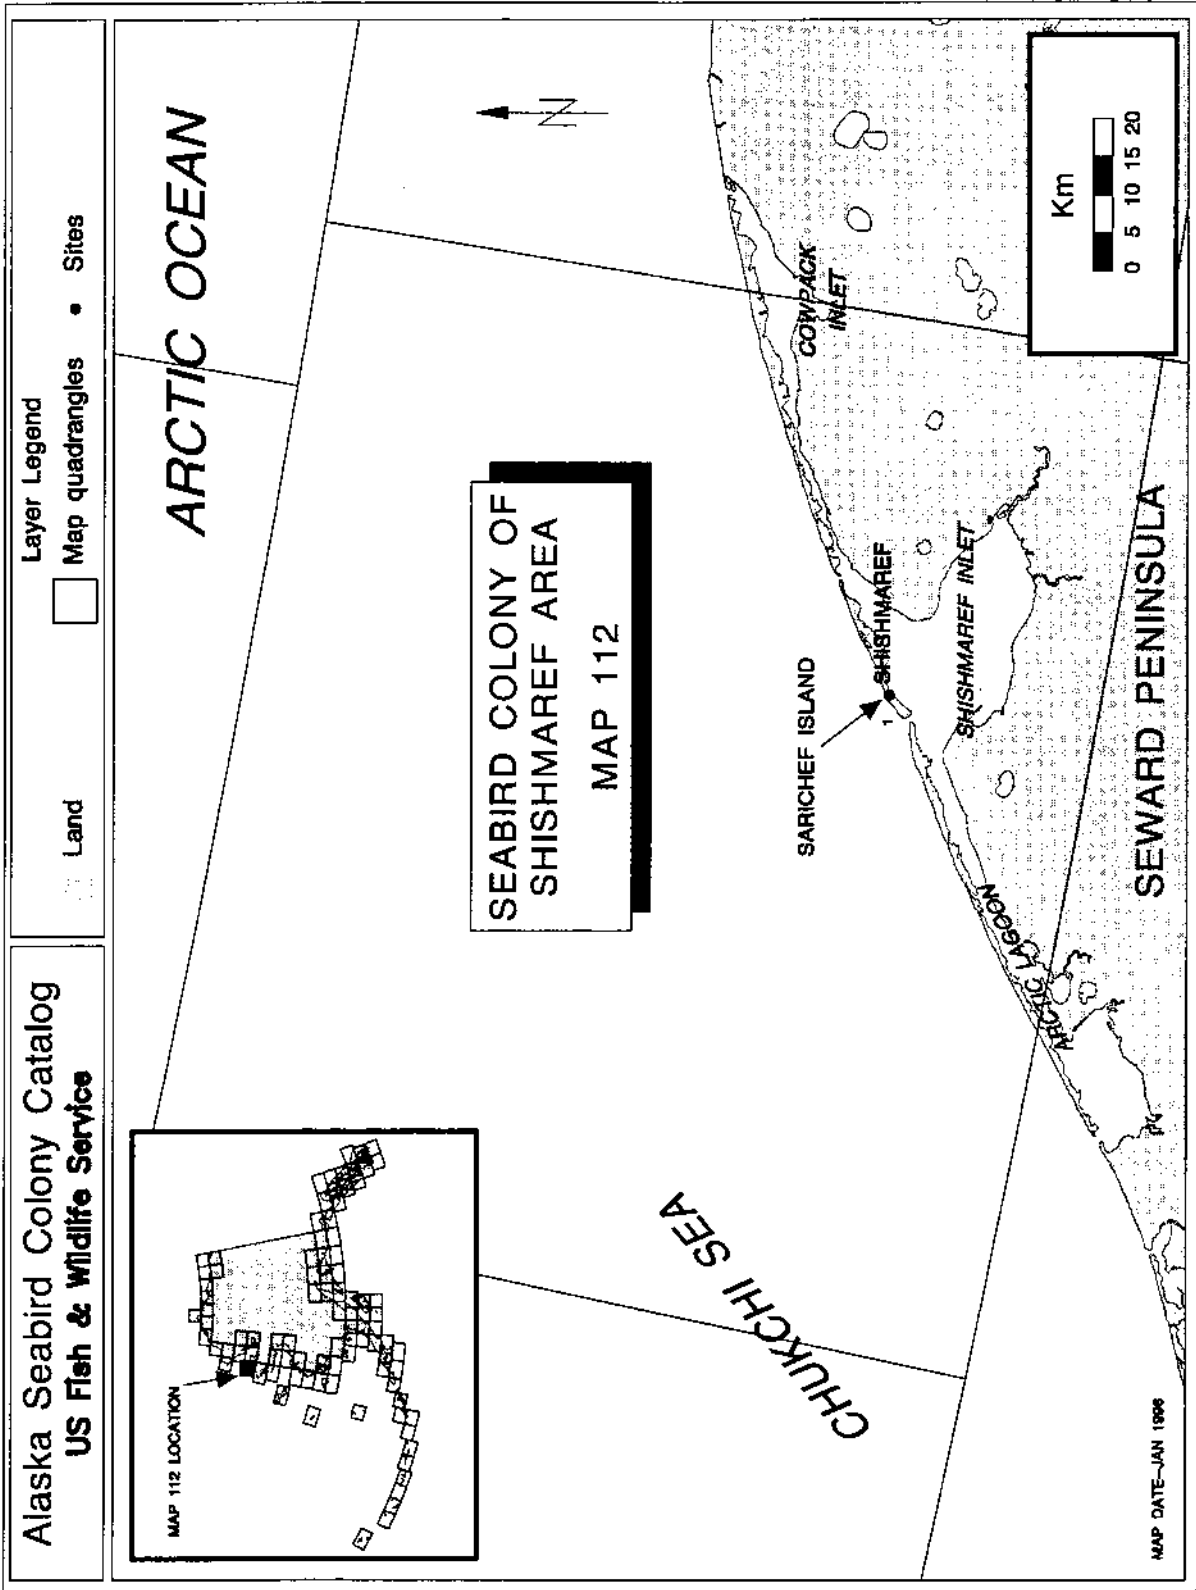 Alaska Seabird Colony Catalog
US Fish & Wildlife Service
Layer Legend
Land
Map quadrangles
Sites
MAP 112 LOCATION
ARCTIC OCEAN
N
SEABIRD COLONY OF
SHISHMAREF AREA
MAP 112
CHUKCHI SEA
SARICHEF ISLAND
1
SHISHMAREF
SHISHMAREF INLET
COWPACK
INLET
ARCTIC LAGOON
SEWARD PENINSULA
Km
0 5 10 15 20
MAP DATE-JAN 1996